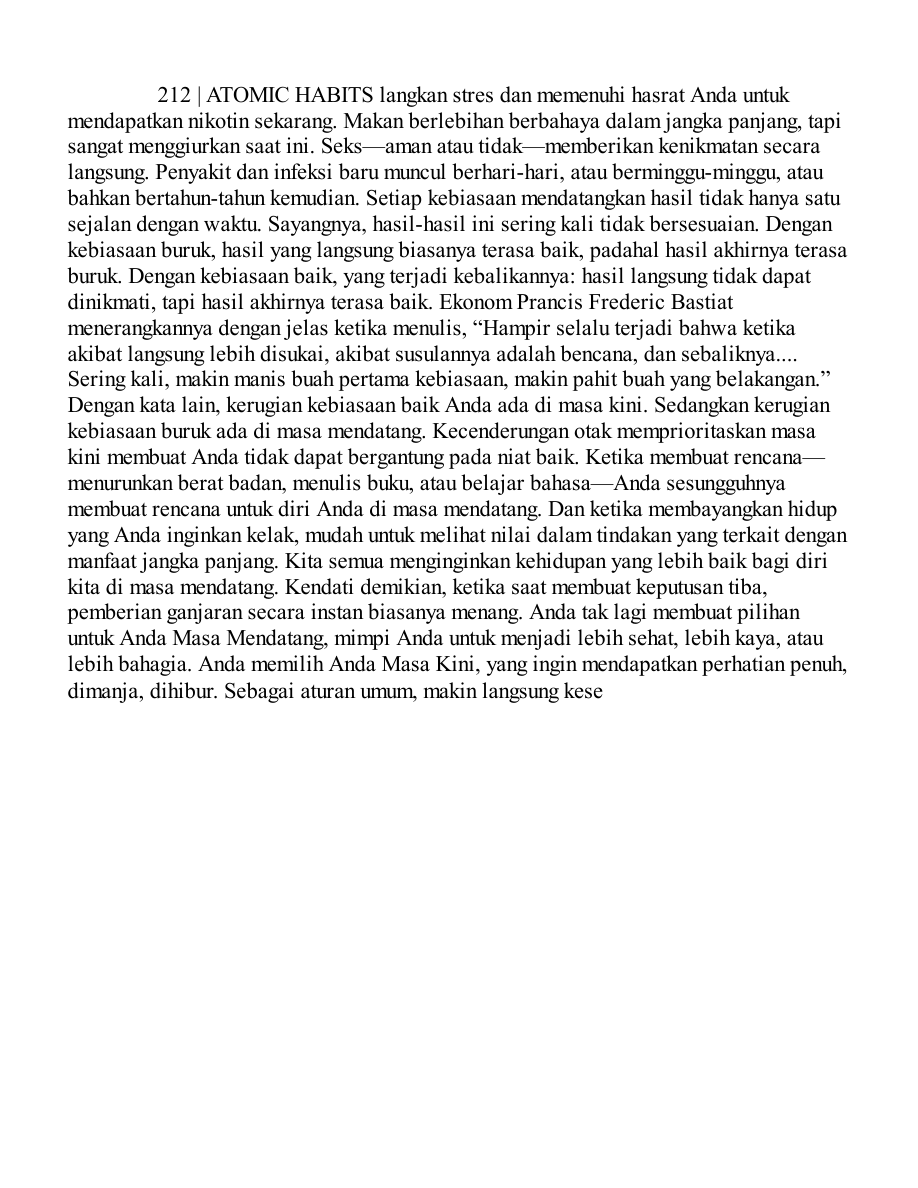 212 | ATOMIC HABITS langkan stres dan memenuhi hasrat Anda untuk
mendapatkan nikotin sekarang. Makan berlebihan berbahaya dalam jangka panjang, tapi
sangat menggiurkan saat ini. Seks—aman atau tidak—memberikan kenikmatan secara
langsung. Penyakit dan infeksi baru muncul berhari-hari, atau berminggu-minggu, atau
bahkan bertahun-tahun kemudian. Setiap kebiasaan mendatangkan hasil tidak hanya satu
sejalan dengan waktu. Sayangnya, hasil-hasil ini sering kali tidak bersesuaian. Dengan
kebiasaan buruk, hasil yang langsung biasanya terasa baik, padahal hasil akhirnya terasa
buruk. Dengan kebiasaan baik, yang terjadi kebalikannya: hasil langsung tidak dapat
dinikmati, tapi hasil akhirnya terasa baik. Ekonom Prancis Frederic Bastiat
menerangkannya dengan jelas ketika menulis, “Hampir selalu terjadi bahwa ketika
akibat langsung lebih disukai, akibat susulannya adalah bencana, dan sebaliknya....
Sering kali, makin manis buah pertama kebiasaan, makin pahit buah yang belakangan.”
Dengan kata lain, kerugian kebiasaan baik Anda ada di masa kini. Sedangkan kerugian
kebiasaan buruk ada di masa mendatang. Kecenderungan otak memprioritaskan masa
kini membuat Anda tidak dapat bergantung pada niat baik. Ketika membuat rencana—
menurunkan berat badan, menulis buku, atau belajar bahasa—Anda sesungguhnya
membuat rencana untuk diri Anda di masa mendatang. Dan ketika membayangkan hidup
yang Anda inginkan kelak, mudah untuk melihat nilai dalam tindakan yang terkait dengan
manfaat jangka panjang. Kita semua menginginkan kehidupan yang lebih baik bagi diri
kita di masa mendatang. Kendati demikian, ketika saat membuat keputusan tiba,
pemberian ganjaran secara instan biasanya menang. Anda tak lagi membuat pilihan
untuk Anda Masa Mendatang, mimpi Anda untuk menjadi lebih sehat, lebih kaya, atau
lebih bahagia. Anda memilih Anda Masa Kini, yang ingin mendapatkan perhatian penuh,
dimanja, dihibur. Sebagai aturan umum, makin langsung kese